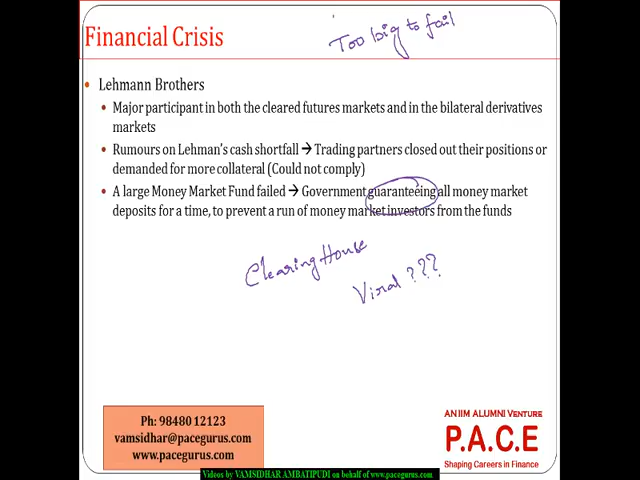 Too big to fail
Financial Crisis
Lehmann Brothers
Major participant in both the cleared futures markets and in the bilateral derivatives
markets
Rumours on Lehman's cash shortfall → Trading partners closed out their positions or
demanded for more collateral (Could not comply)
A large Money Market Fund failed → Government guaranteeing all money market
deposits for a time, to prevent a run of money market investors from the funds
Clearing House
Viral ???
Ph: 98480 12123
vamsidhar@pacegurus.com
www.pacegurus.com
AN IIM ALUMNI VENTURE
P.A.C.E
Shaping Careers in Finance
Videos by VAMSIDHAR AMBATIPUDI on behalf of www.pacegurus.com